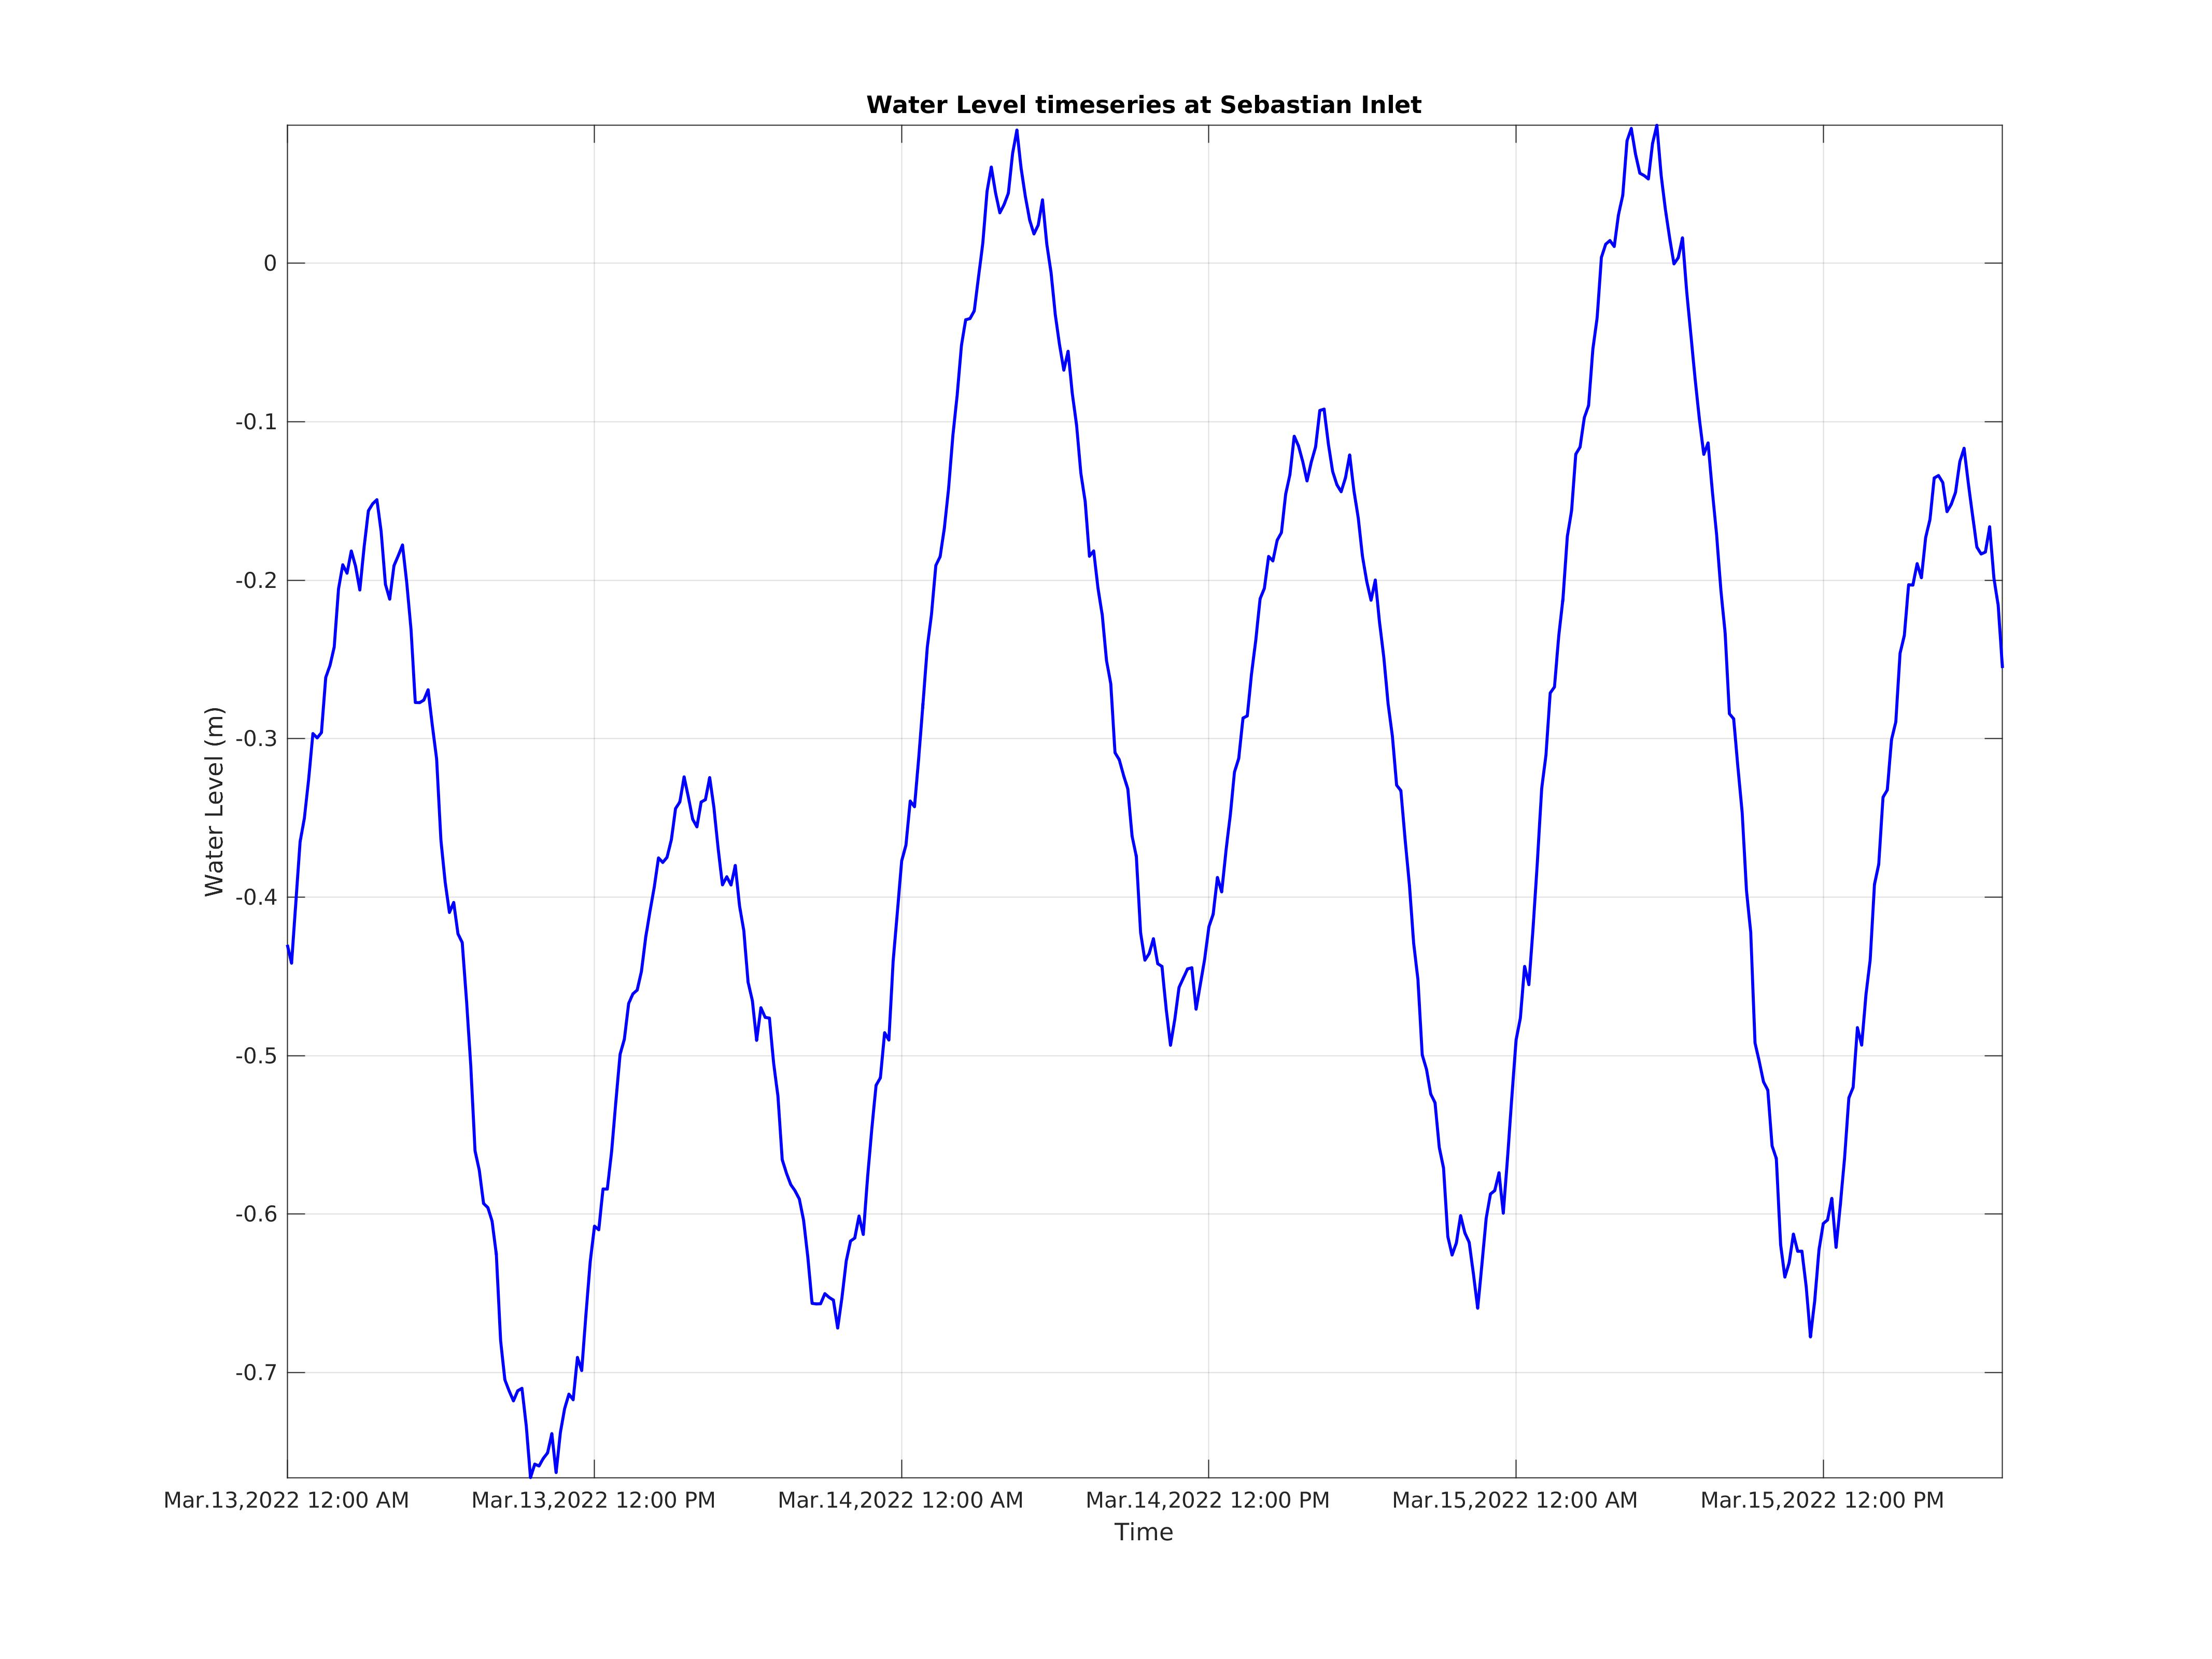 Water Level timeseries at Sebastian Inlet
Water Level (m)
0
-0.1
-0.2
-0.3
-0.4
-0.5
-0.6
-0.7
Mar.13,2022 12:00 AM
Mar.13,2022 12:00 PM
Mar.14,2022 12:00 AM
Mar.14,2022 12:00 PM
Mar.15,2022 12:00 AM
Mar.15,2022 12:00 PM
Time